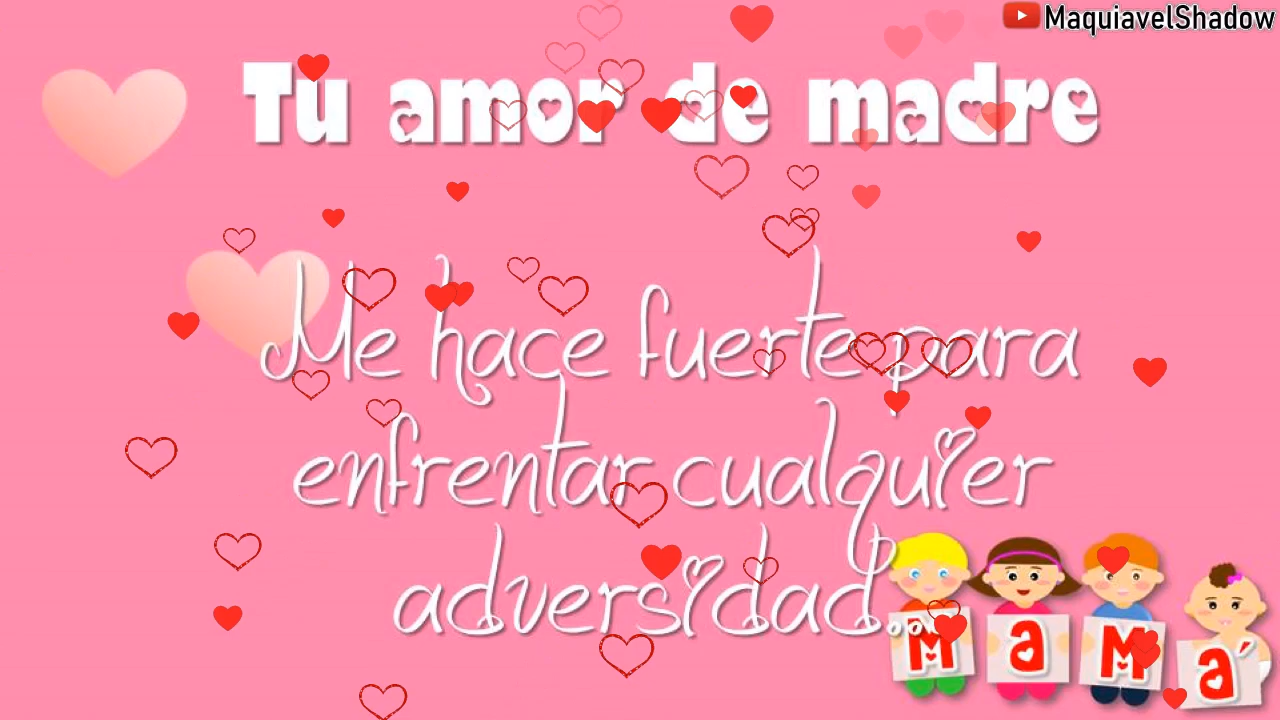 MaquiavelShadow
Tu amor de madre
Me hace fuerte para
enfrentar cualquier
adversidad...
MaMá